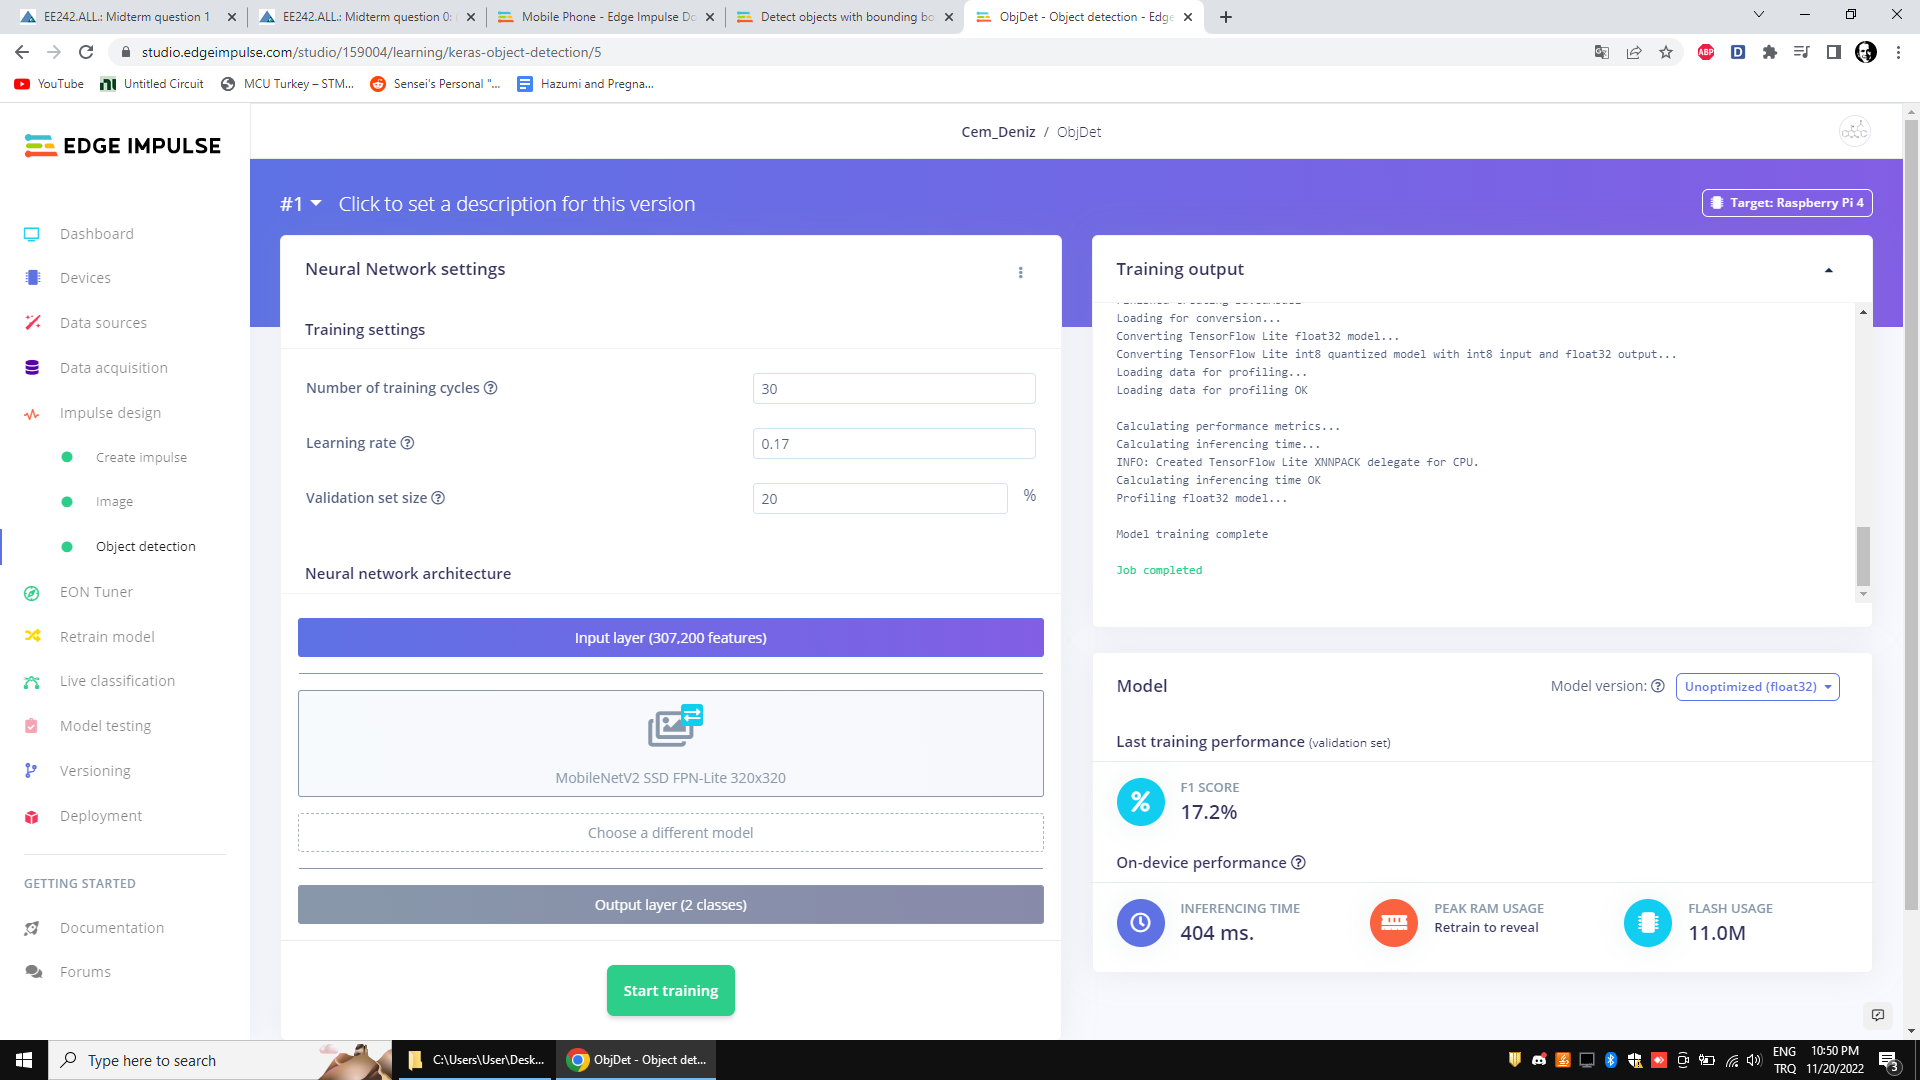 EE242.ALL.: Midterm question 1
EE242.ALL.: Midterm question 0:
Mobile Phone - Edge Impulse Do
Detect objects with bounding bo
ObjDet - Object detection - Edge
studio.edgeimpulse.com/studio/159004/learning/keras-object-detection/5
ABP
D
YouTube
Untitled Circuit
MCU Turkey – STM...
Sensei's Personal "...
Hazumi and Pregna...
EDGE IMPULSE
Cem_Deniz / ObjDet
#1
Click to set a description for this version
Target: Raspberry Pi 4
Dashboard
Devices
Data sources
Data acquisition
Impulse design
Create impulse
Image
Object detection
EON Tuner
Retrain model
Live classification
Model testing
Versioning
Deployment
GETTING STARTED
Documentation
Forums
Neural Network settings
Training settings
Number of training cycles
30
Learning rate
0.17
Validation set size
20
%
Neural network architecture
Input layer (307,200 features)
MobileNetV2 SSD FPN-Lite 320x320
Choose a different model
Output layer (2 classes)
Start training
Training output
Loading for conversion...
Converting TensorFlow Lite float32 model...
Converting TensorFlow Lite int8 quantized model with int8 input and float32 output...
Loading data for profiling...
Loading data for profiling OK
Calculating performance metrics...
Calculating inferencing time...
INFO: Created TensorFlow Lite XNNPACK delegate for CPU.
Calculating inferencing time OK
Profiling float32 model...
Model training complete
Job completed
Model
Model version:
Unoptimized (float32)
Last training performance (validation set)
%
F1 SCORE
17.2%
On-device performance
INFERENCING TIME
404 ms.
PEAK RAM USAGE
Retrain to reveal
FLASH USAGE
11.0M
Type here to search
C:\Users\User\Desk...
ObjDet - Object det...
ENG
TRQ
10:50 PM
11/20/2022
3